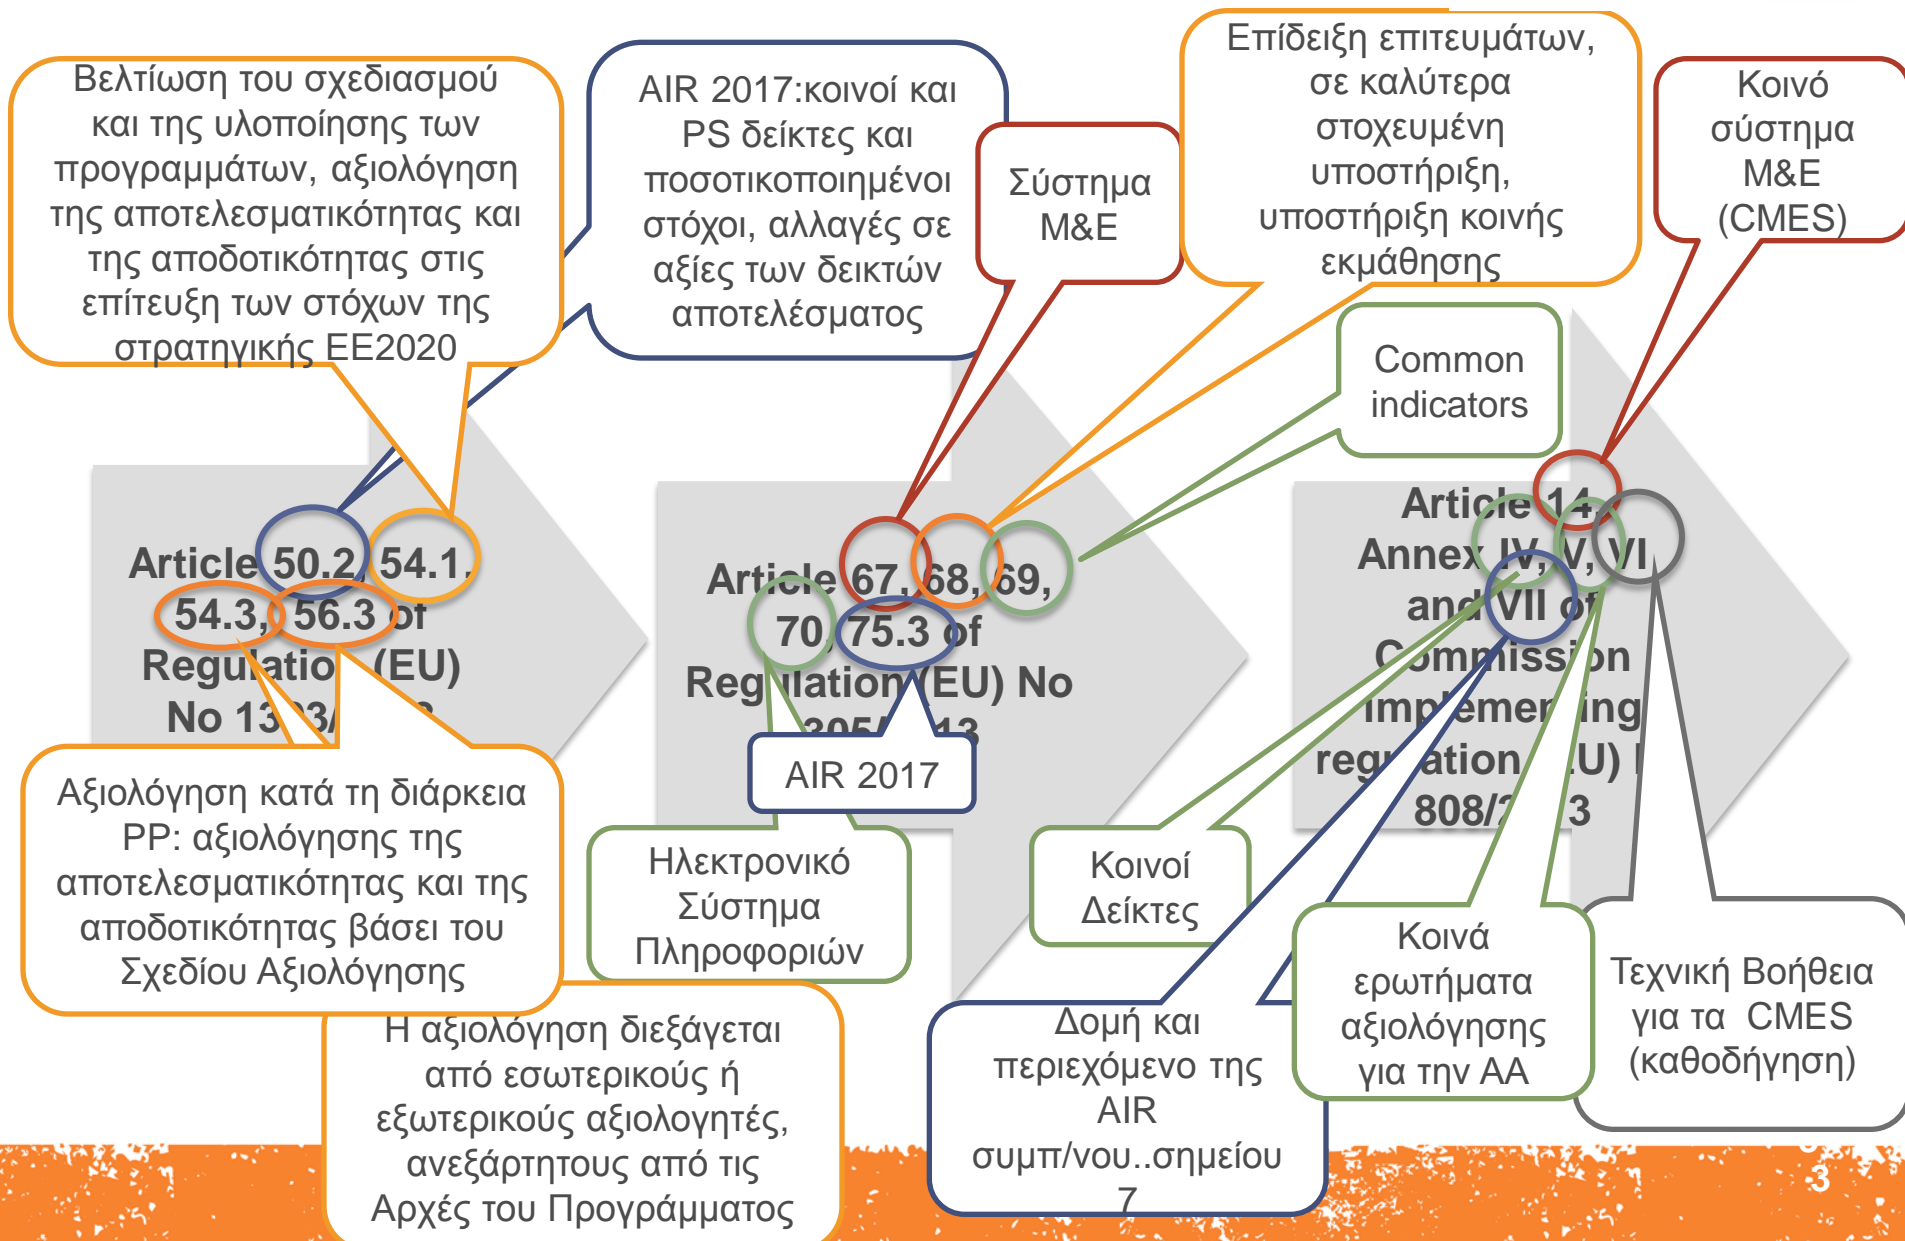 Βελτίωση του σχεδιασμού
και της υλοποίησης των
προγραμμάτων, αξιολόγηση
της αποτελεσματικότητας και
της αποδοτικότητας στις
επίτευξη των στόχων της
στρατηγικής ΕΕ2020
AIR 2017:κοινοί και
PS δείκτες και
ποσοτικοποιημένοι
στόχοι, αλλαγές σε
αξίες των δεικτών
αποτελέσματος
Σύστημα
M&E
Επίδειξη επιτευμάτων,
σε καλύτερα
στοχευμένη
υποστήριξη,
υποστήριξη κοινής
εκμάθησης
Κοινό
σύστημα
M&E
(CMES)
Common
indicators
Article 50.2, 54.1,
54.3, 56.3 of
Regulation (EU)
No
Article 67, 68, 69,
70, 75.3 of
Regulation (EU) No
Article 14,
Annex IV, V, VI
and VII of
Commission
implementing
regulation (EU)
Αξιολόγηση κατά τη διάρκεια
PP: αξιολόγησης της
αποτελεσματικότητας και της
αποδοτικότητας βάσει του
Σχεδίου Αξιολόγησης
AIR 2017
Ηλεκτρονικό
Σύστημα
Πληροφοριών
Κοινοί
Δείκτες
Κοινά
ερωτήματα
αξιολόγησης
για την ΑΑ
Τεχνική Βοήθεια
για τα CMES
(καθοδήγηση)
Η αξιολόγηση διεξάγεται
από εσωτερικούς ή
εξωτερικούς αξιολογητές,
ανεξάρτητους από τις
Αρχές του Προγράμματος
Δομή και
περιεχόμενο της
AIR
συμπ/νου..σημείου
7
3